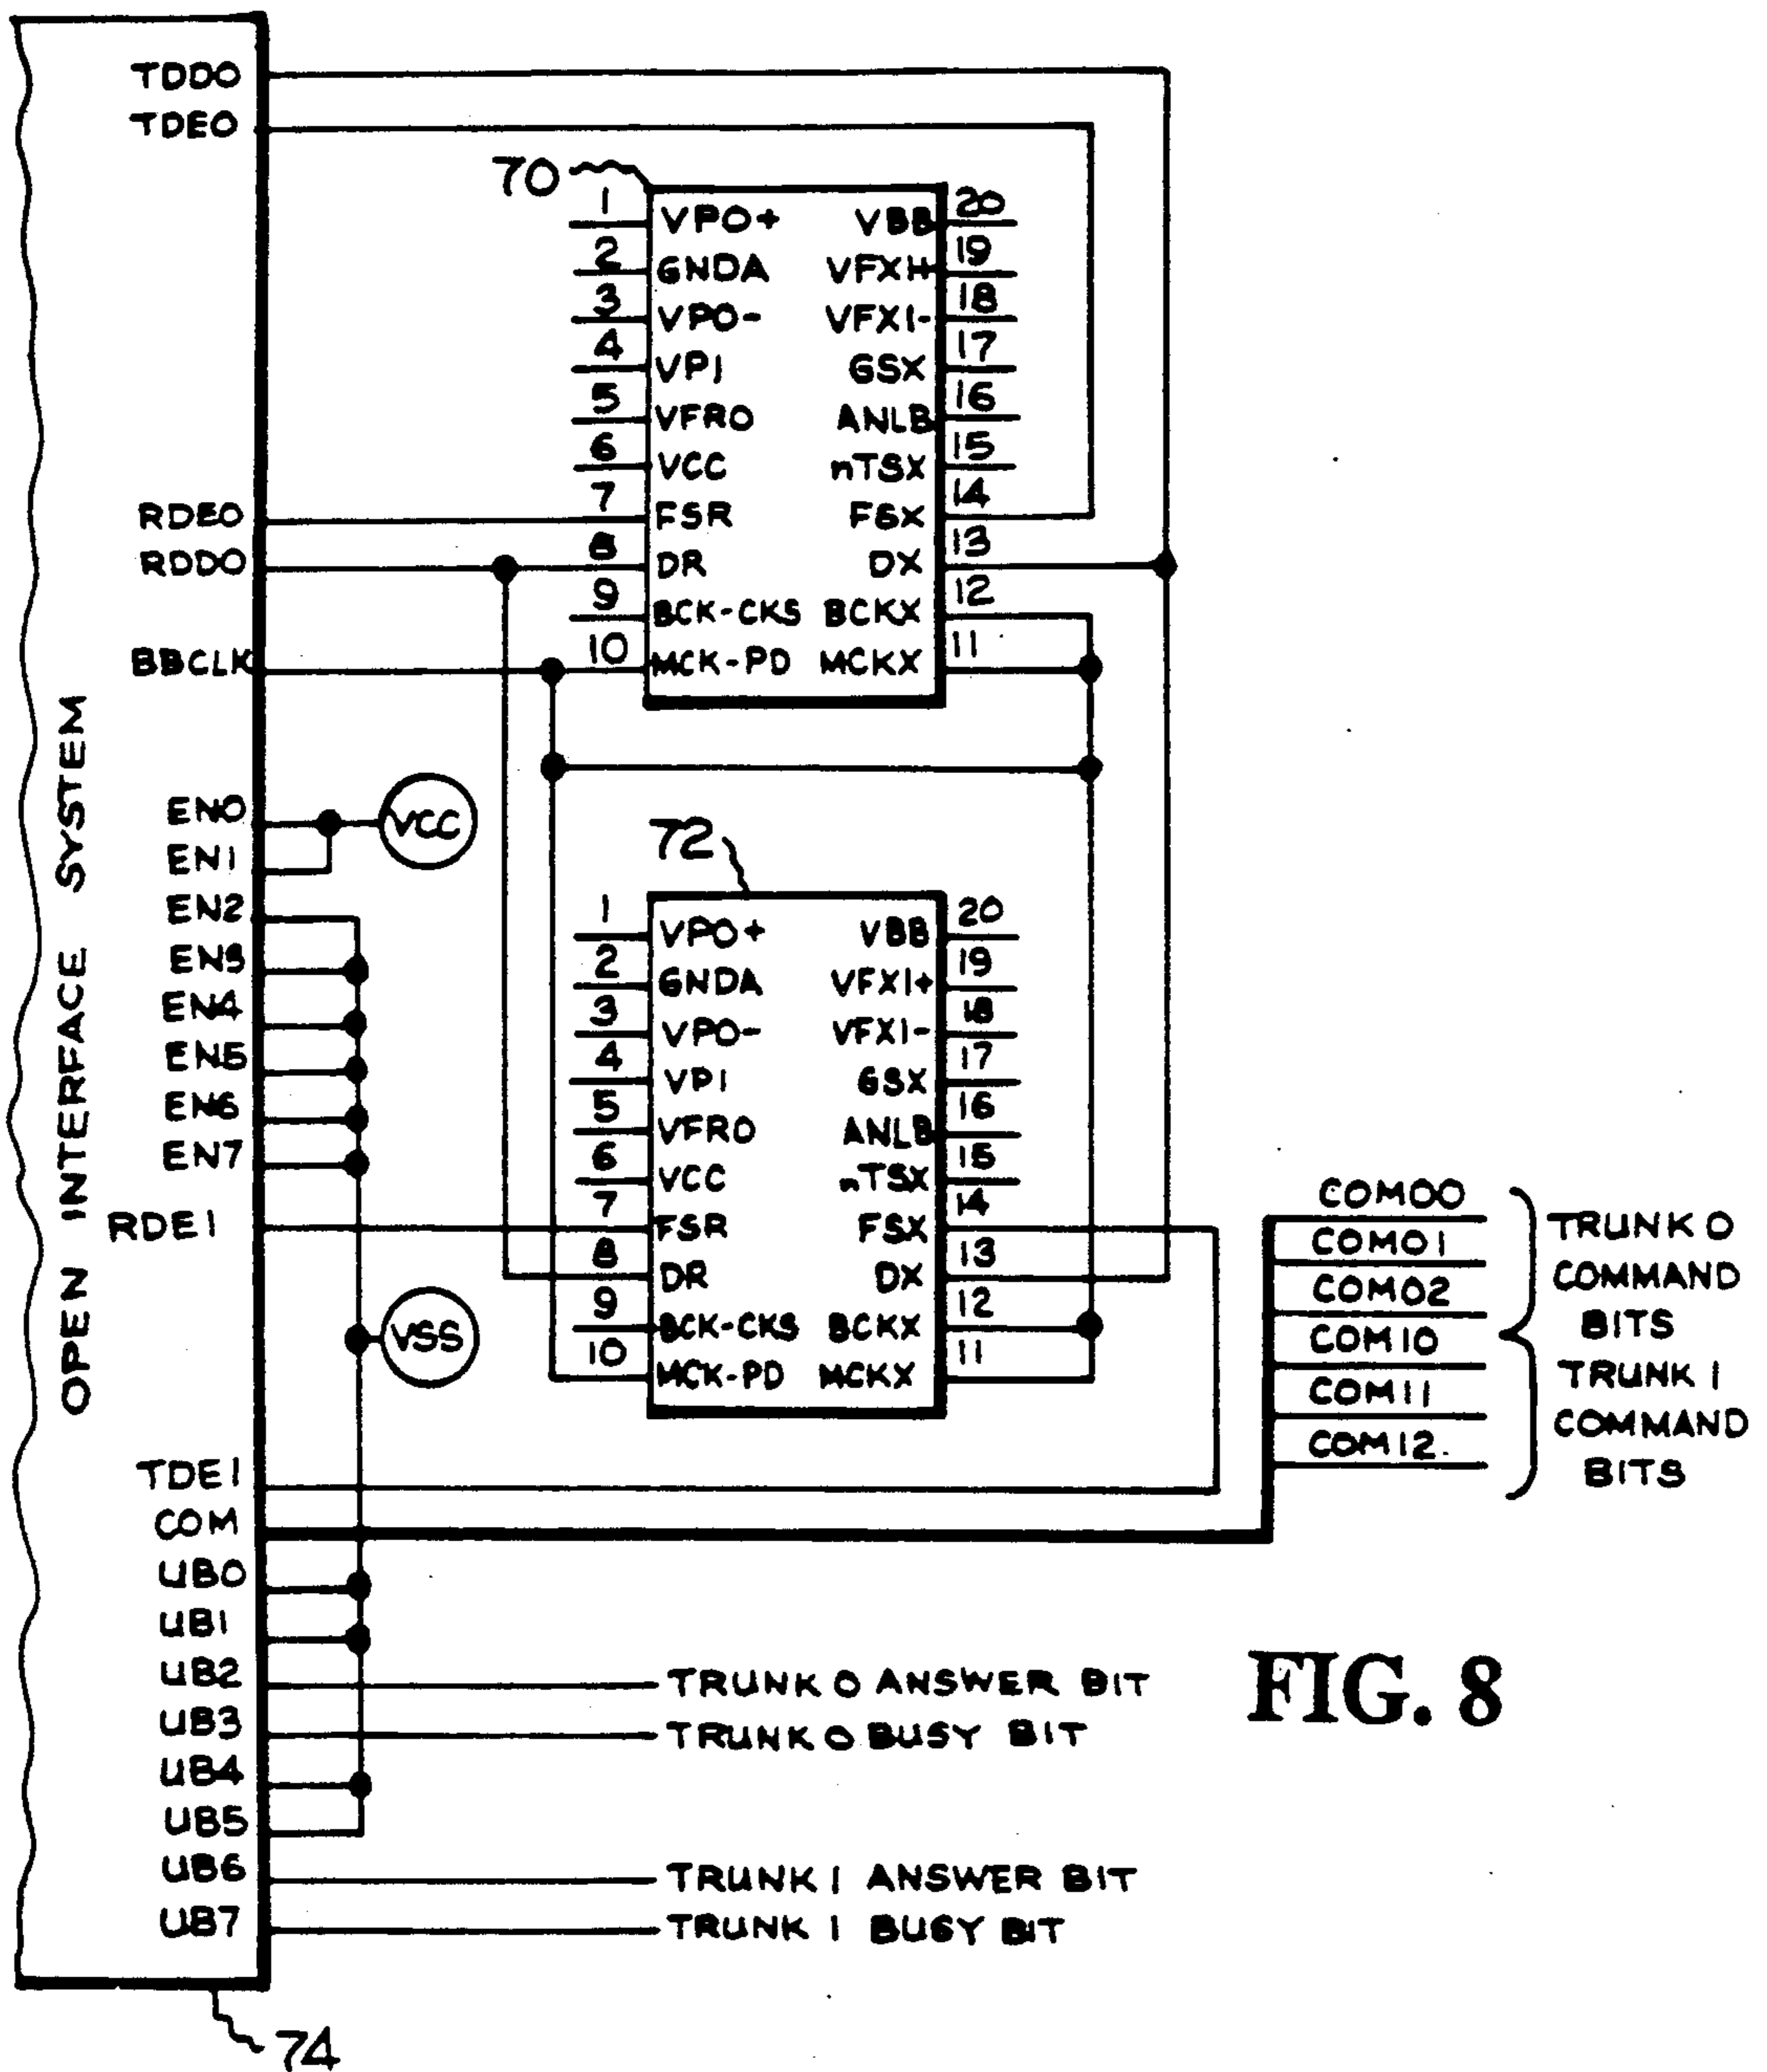 TDD0
TDE0
RDE0
RDD0
BBCLK
EN0
EN1
EN2
EN3
EN4
EN5
EN6
EN7
RDE1
TDE1
COM
UB0
UB1
UB2
UB3
UB4
UB5
UB6
UB7
OPEN INTERFACE SYSTEM
74
VCC
VSS
70
1 VPO+ VBB 20
2 GNDA VFXI+ 19
3 VPO- VFXI- 18
4 VPI GSX 17
5 VFRO ANLB 16
6 VCC nTSX 15
7 FSR FSX 14
8 DR DX 13
9 BCK-CKS BCKX 12
10 MCK-PD MCKX 11
72
1 VPO+ VBB 20
2 GNDA VFXI+ 19
3 VPO- VFXI- 18
4 VPI GSX 17
5 VFRO ANLB 16
6 VCC nTSX 15
7 FSR FSX 14
8 DR DX 13
9 BCK-CKS BCKX 12
10 MCK-PD MCKX 11
COM00
COM01
COM02
COM10
COM11
COM12
TRUNK 0
COMMAND
BITS
TRUNK 1
COMMAND
BITS
TRUNK 0 ANSWER BIT
TRUNK 0 BUSY BIT
TRUNK 1 ANSWER BIT
TRUNK 1 BUSY BIT
FIG. 8